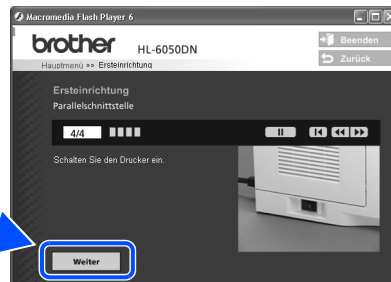 Macromedia Flash Player 6
brother
HL-6050DN
Beenden
Zurück
Hauptmenü >> Ersteinrichtung
Ersteinrichtung
Parallelschnittstelle
4/4
Schalten Sie den Drucker ein.
Weiter